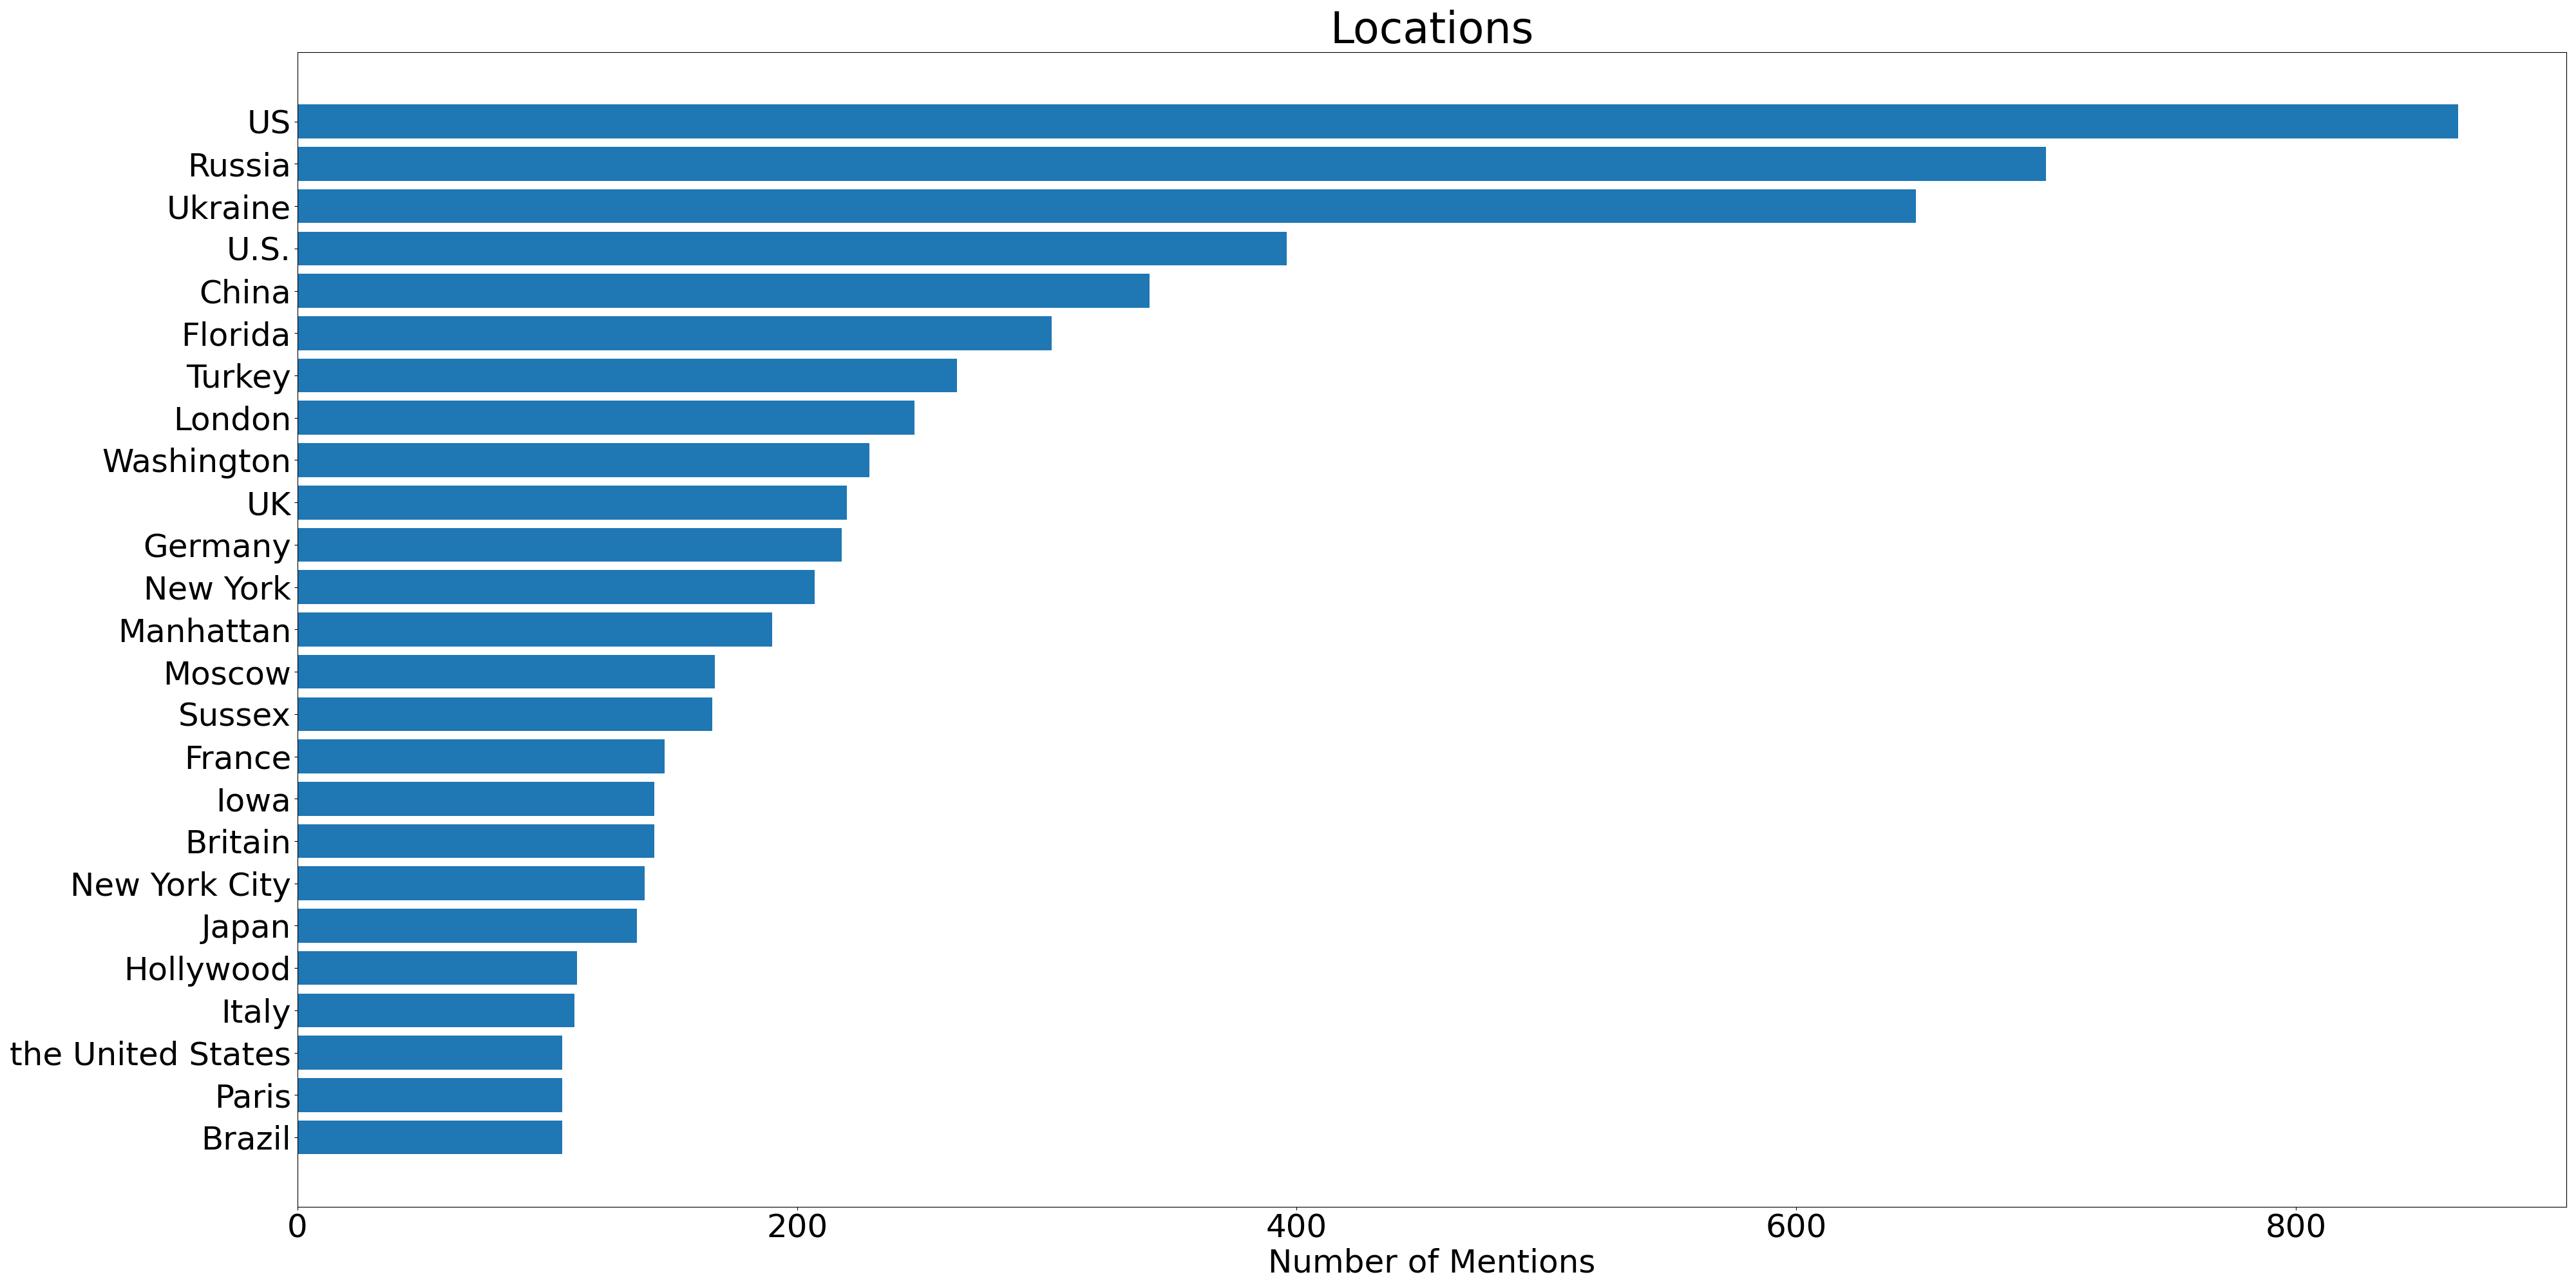 Locations
US
Russia
Ukraine
U.S.
China
Florida
Turkey
London
Washington
UK
Germany
New York
Manhattan
Moscow
Sussex
France
Iowa
Britain
New York City
Japan
Hollywood
Italy
the United States
Paris
Brazil
0 200 400 600 800
Number of Mentions